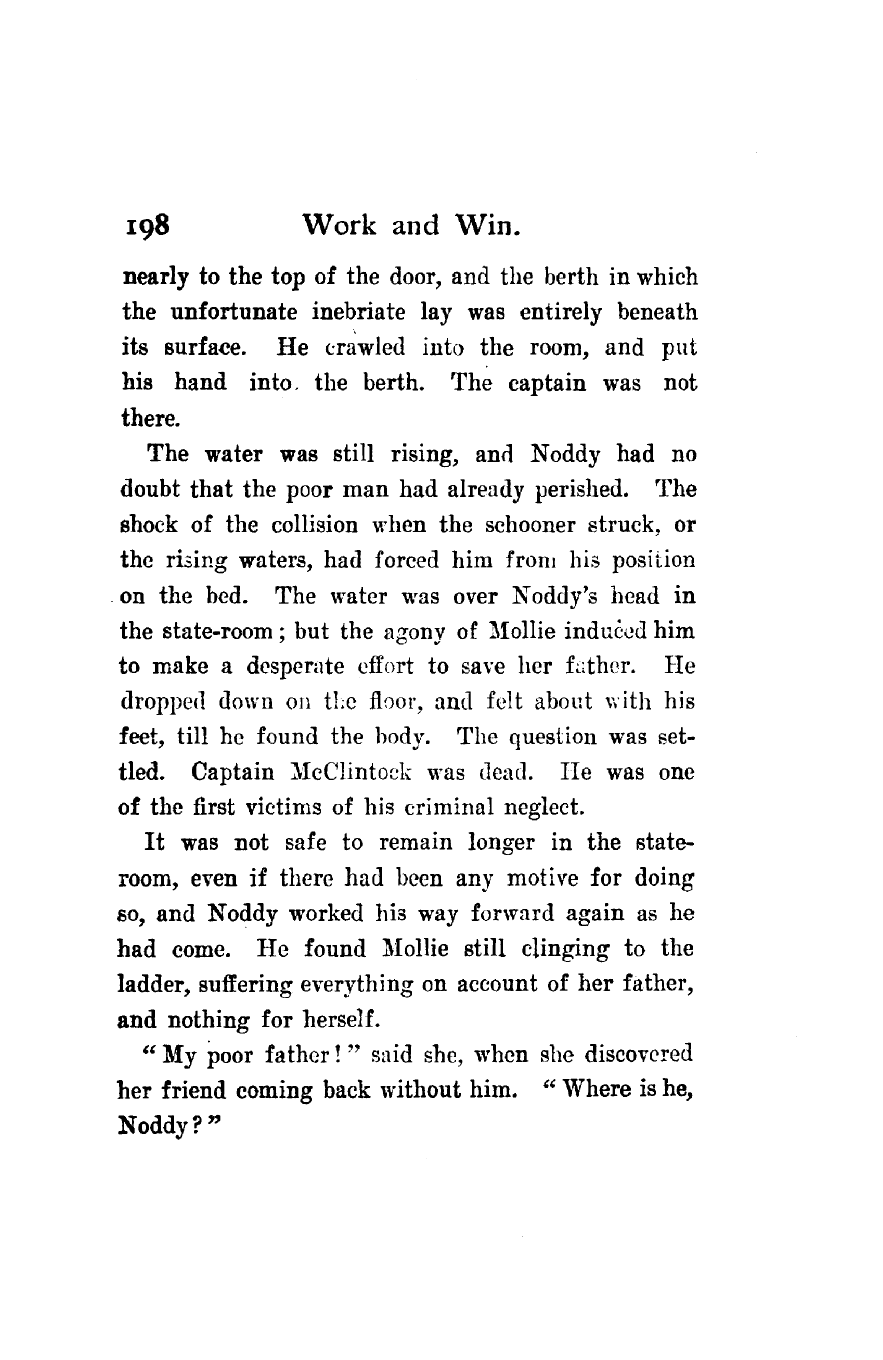 198 Work and Win.
nearly to the top of the door, and the berth in which
the unfortunate inebriate lay was entirely beneath
its surface. He crawled into the room, and put
his hand into the berth. The captain was not
there.
The water was still rising, and Noddy had no
doubt that the poor man had already perished. The
shock of the collision when the schooner struck, or
the rising waters, had forced him from his position
on the bed. The water was over Noddy's head in
the state-room; but the agony of Mollie induced him
to make a desperate effort to save her father. He
dropped down on the floor, and felt about with his
feet, till he found the body. The question was set-
tled. Captain McClintock was dead. He was one
of the first victims of his criminal neglect.
It was not safe to remain longer in the state-
room, even if there had been any motive for doing
so, and Noddy worked his way forward again as he
had come. He found Mollie still clinging to the
ladder, suffering everything on account of her father,
and nothing for herself.
"My poor father!" said she, when she discovered
her friend coming back without him. "Where is he,
Noddy?"